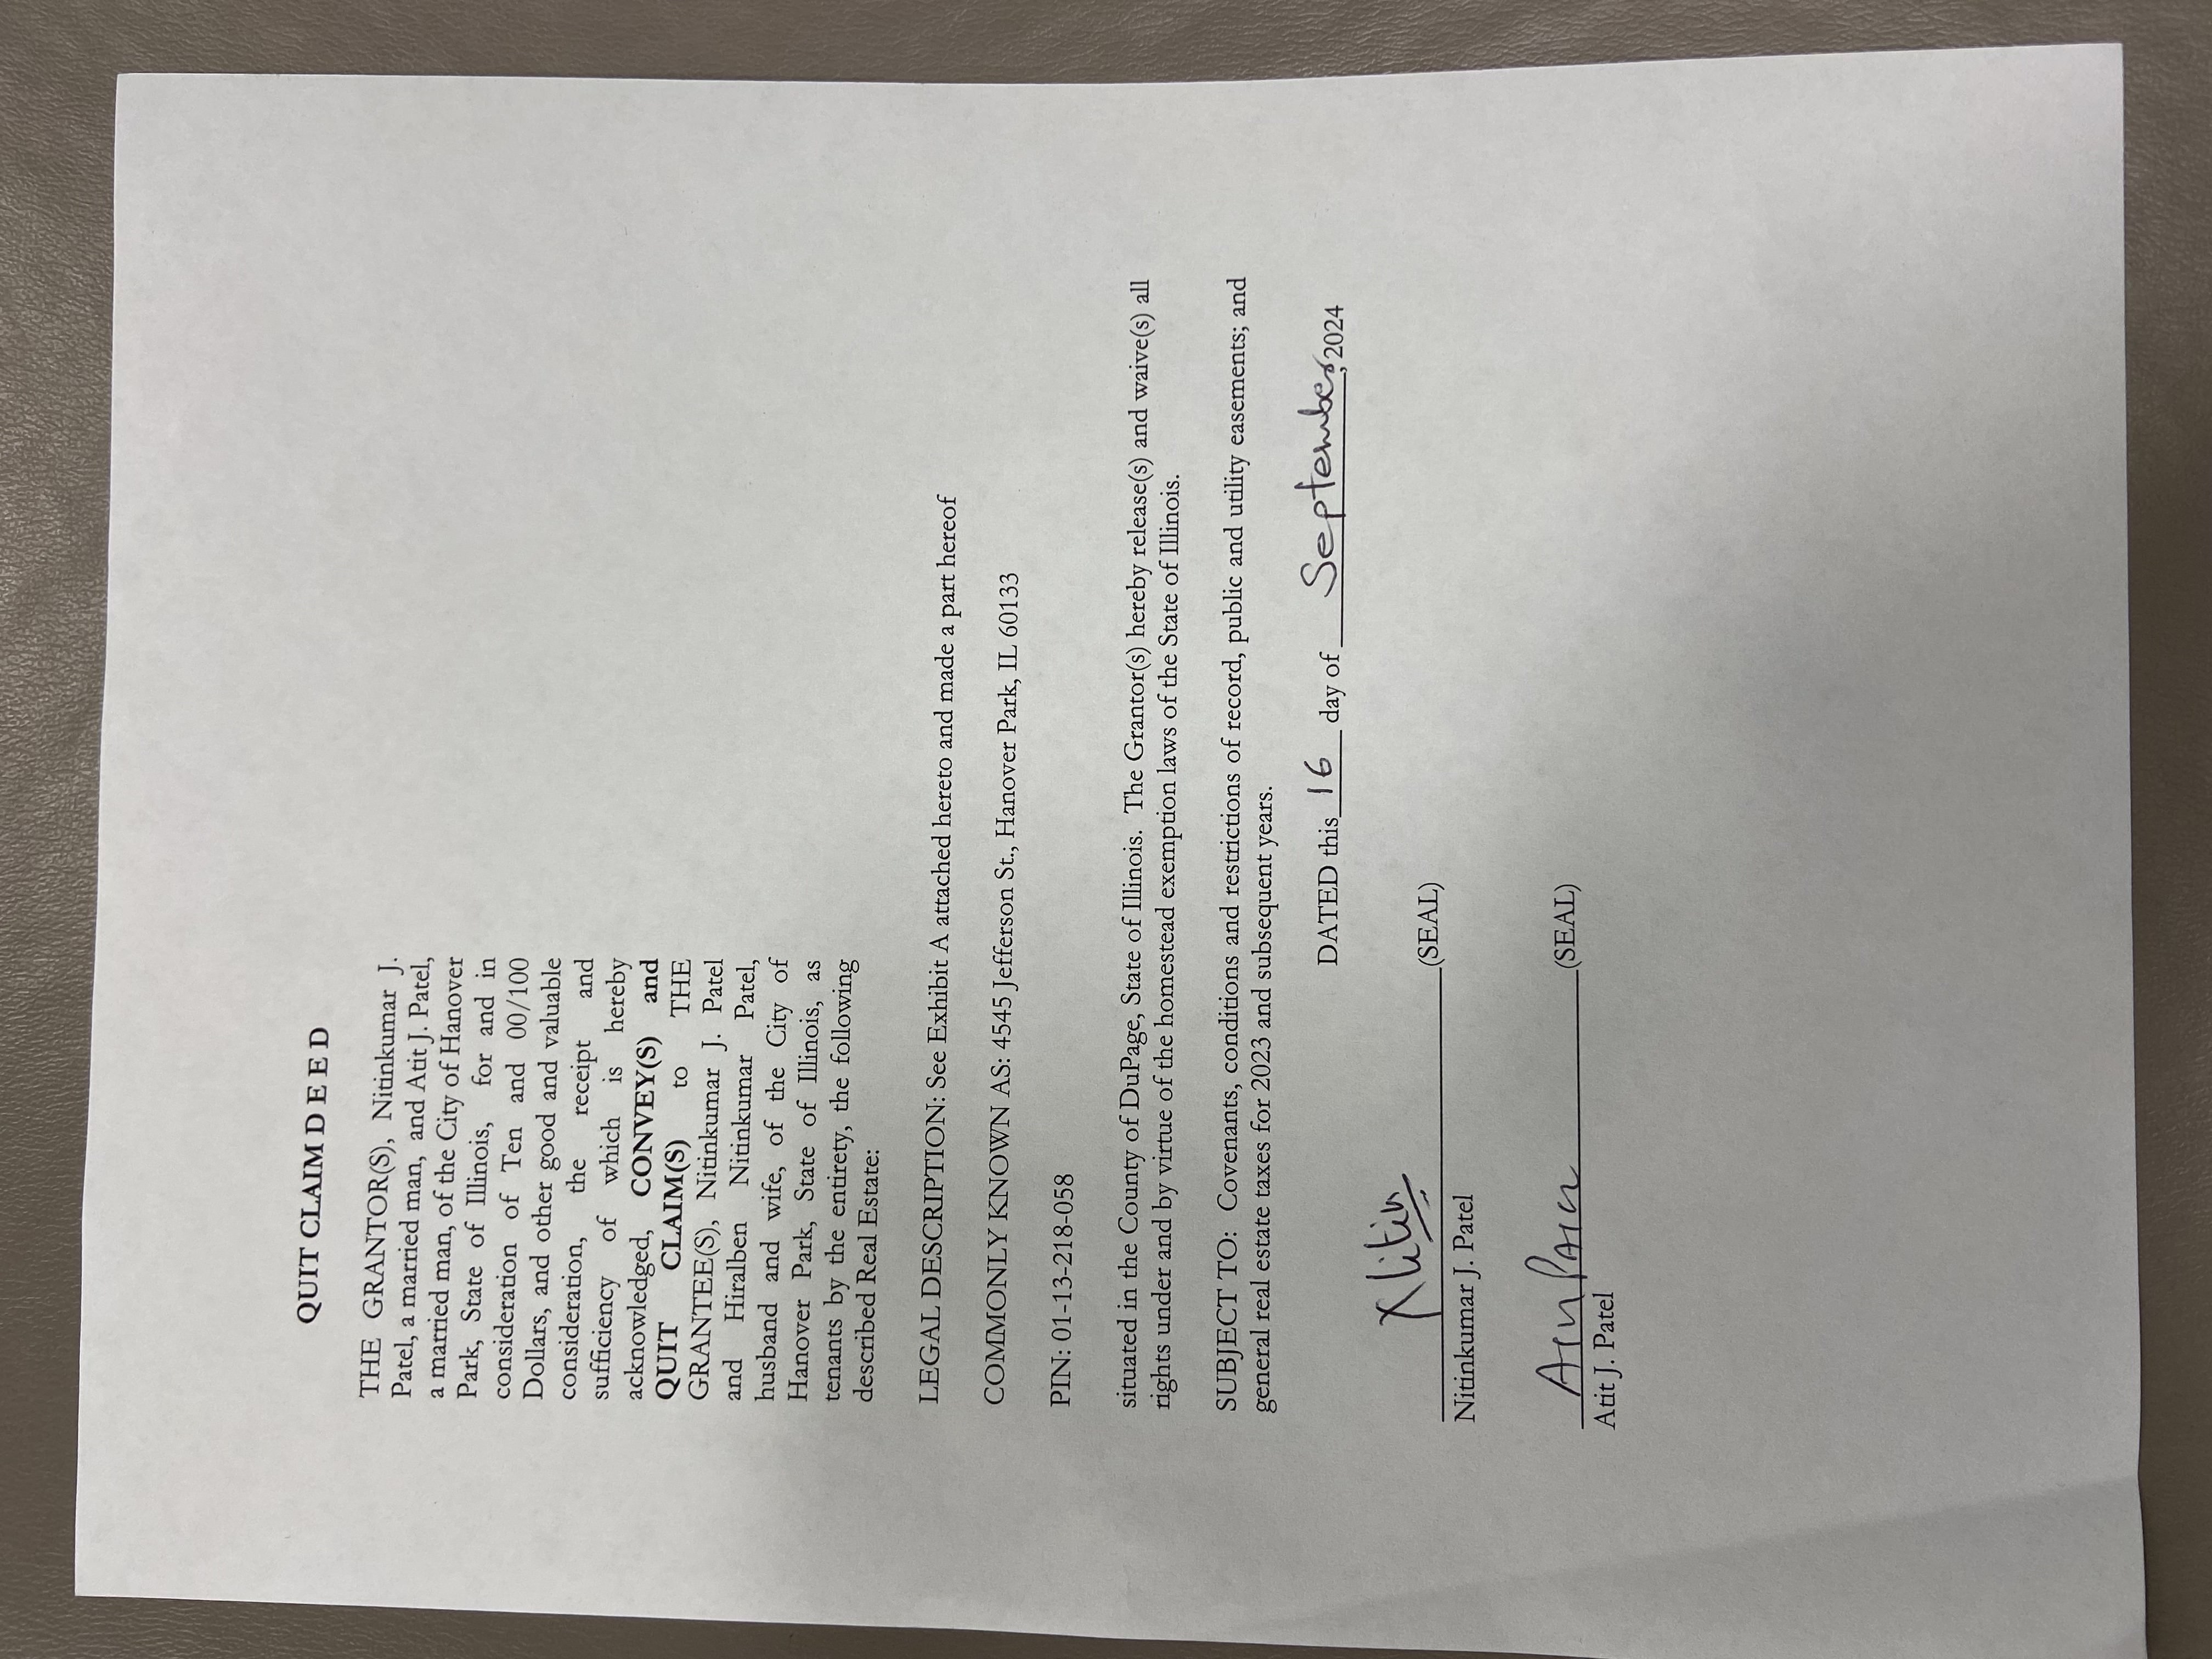 QUIT CLAIM D E E D
THE GRANTOR(S), Nitinkumar J.
Patel, a married man, and Atit J. Patel,
a married man, of the City of Hanover
Park, State of Illinois, for and in
consideration of Ten and 00/100
Dollars, and other good and valuable
consideration, the receipt and
sufficiency of which is hereby
acknowledged, CONVEY(S) and
QUIT CLAIM(S) to THE
GRANTEE(S), Nitinkumar J. Patel
and Hiralben Nitinkumar Patel,
husband and wife, of the City of
Hanover Park, State of Illinois, as
tenants by the entirety, the following
described Real Estate:
LEGAL DESCRIPTION: See Exhibit A attached hereto and made a part hereof
COMMONLY KNOWN AS: 4545 Jefferson St., Hanover Park, IL 60133
PIN: 01-13-218-058
situated in the County of DuPage, State of Illinois. The Grantor(s) hereby release(s) and waive(s) all
rights under and by virtue of the homestead exemption laws of the State of Illinois.
SUBJECT TO: Covenants, conditions and restrictions of record, public and utility easements; and
general real estate taxes for 2023 and subsequent years.
DATED this 16 day of September, 2024
Nitin (SEAL)
Nitinkumar J. Patel
(SEAL)
Atit J. Patel